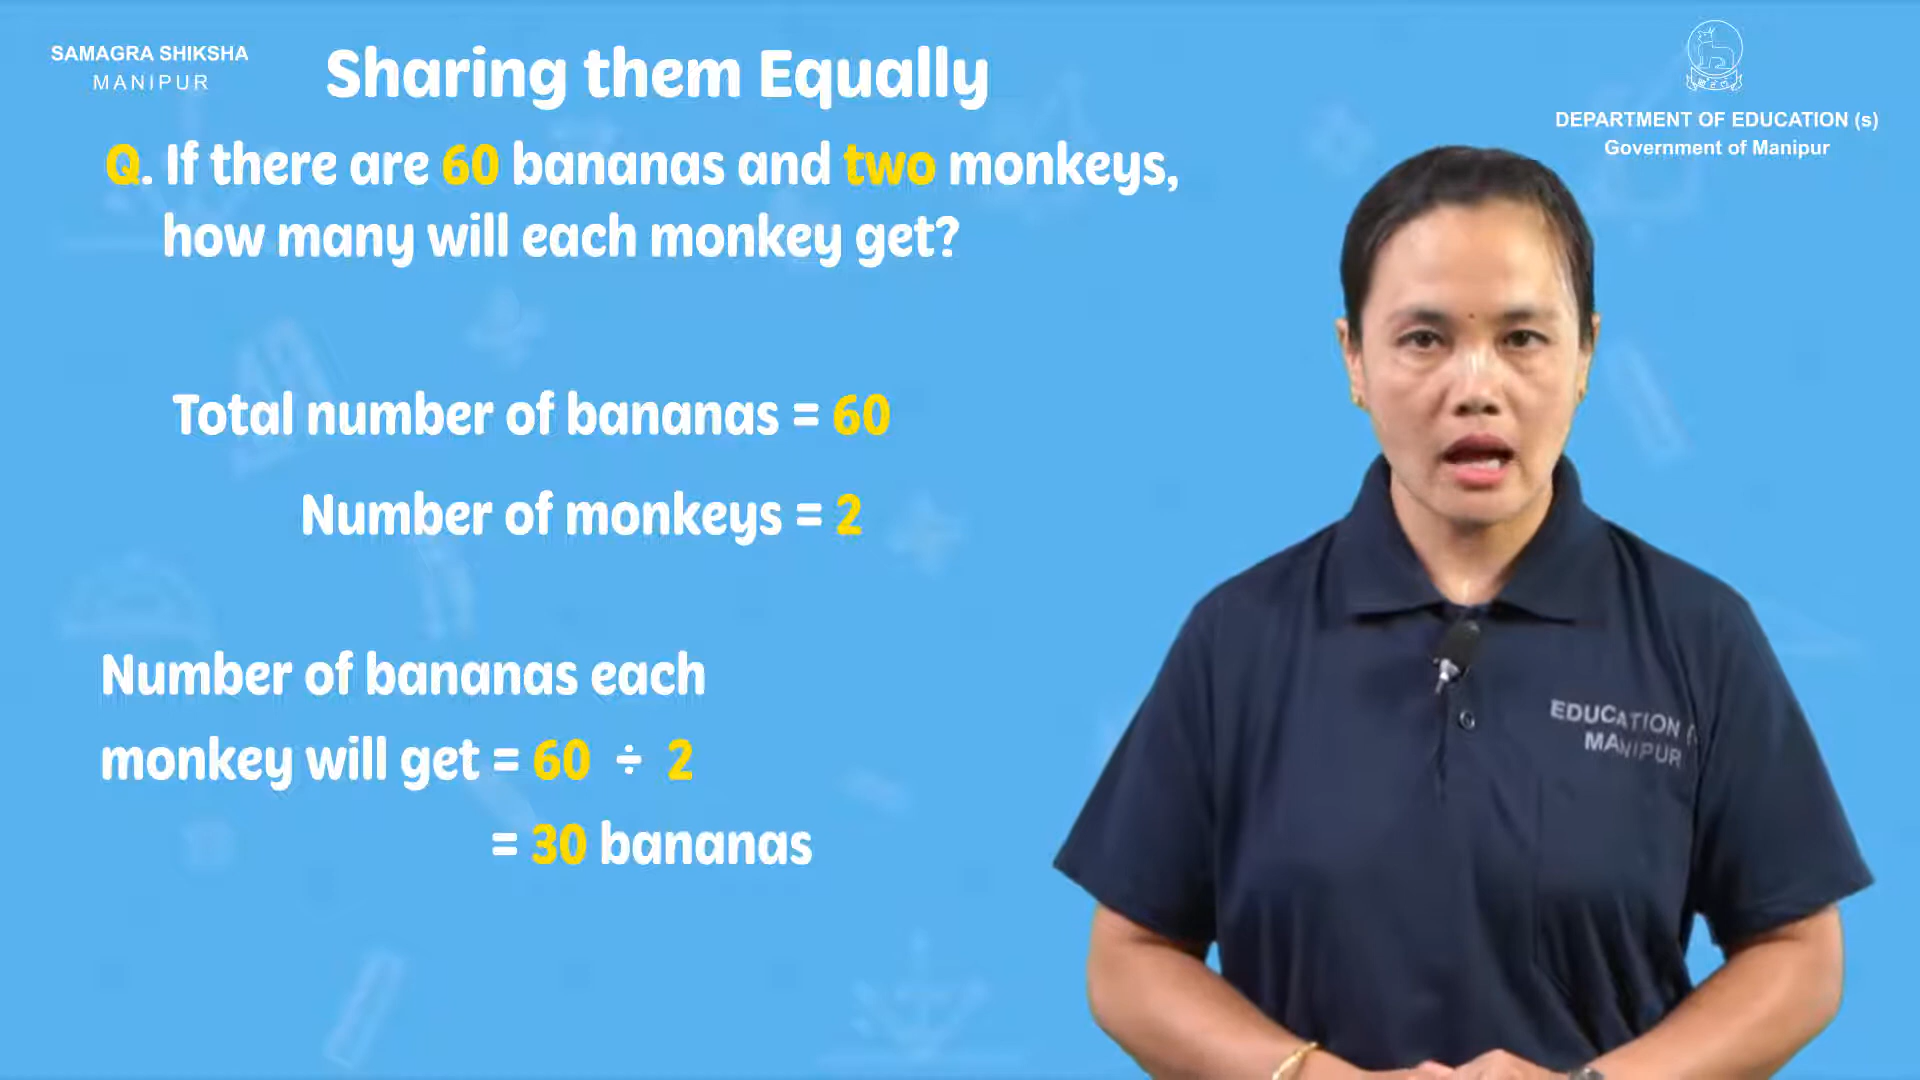 SAMAGRA SHIKSHA
MANIPUR
Sharing them Equally
DEPARTMENT OF EDUCATION (s)
Government of Manipur
Q. If there are 60 bananas and two monkeys,
how many will each monkey get?
Total number of bananas = 60
Number of monkeys = 2
Number of bananas each
monkey will get = 60 ÷ 2
= 30 bananas
EDUCATION
MANIPUR